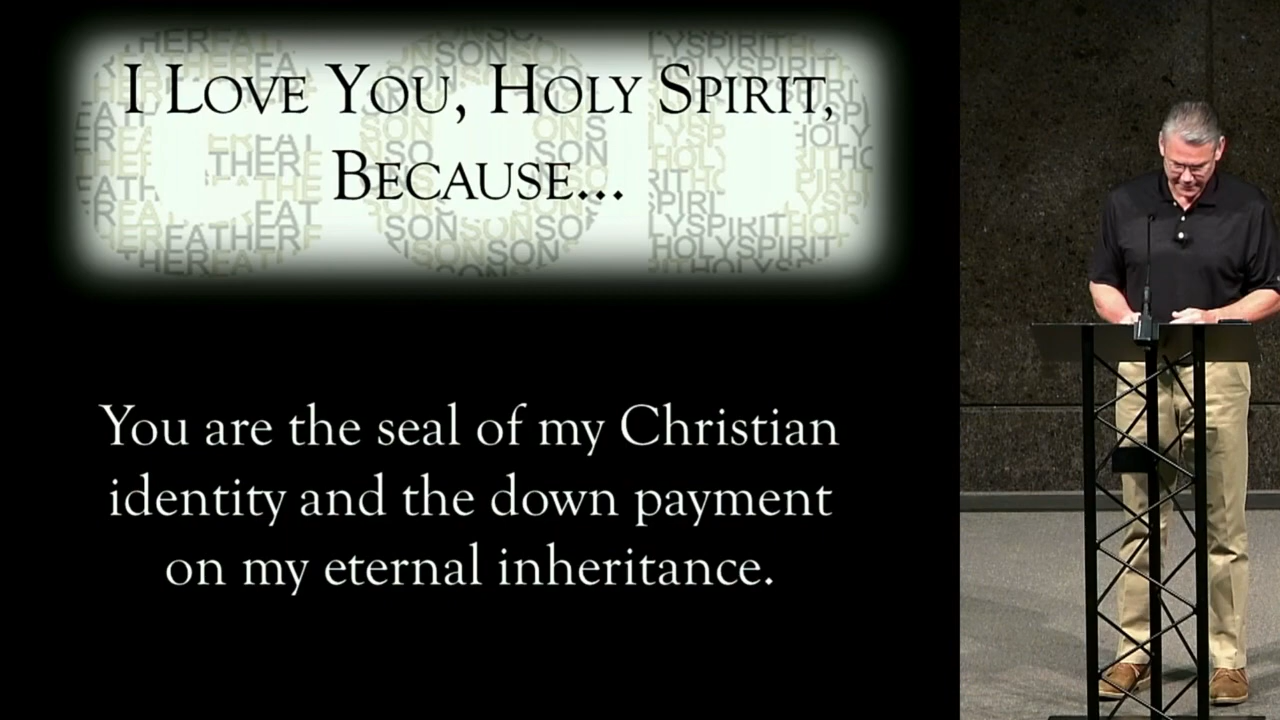 I LOVE YOU, HOLY SPIRIT,
BECAUSE...
You are the seal of my Christian
identity and the down payment
on my eternal inheritance.